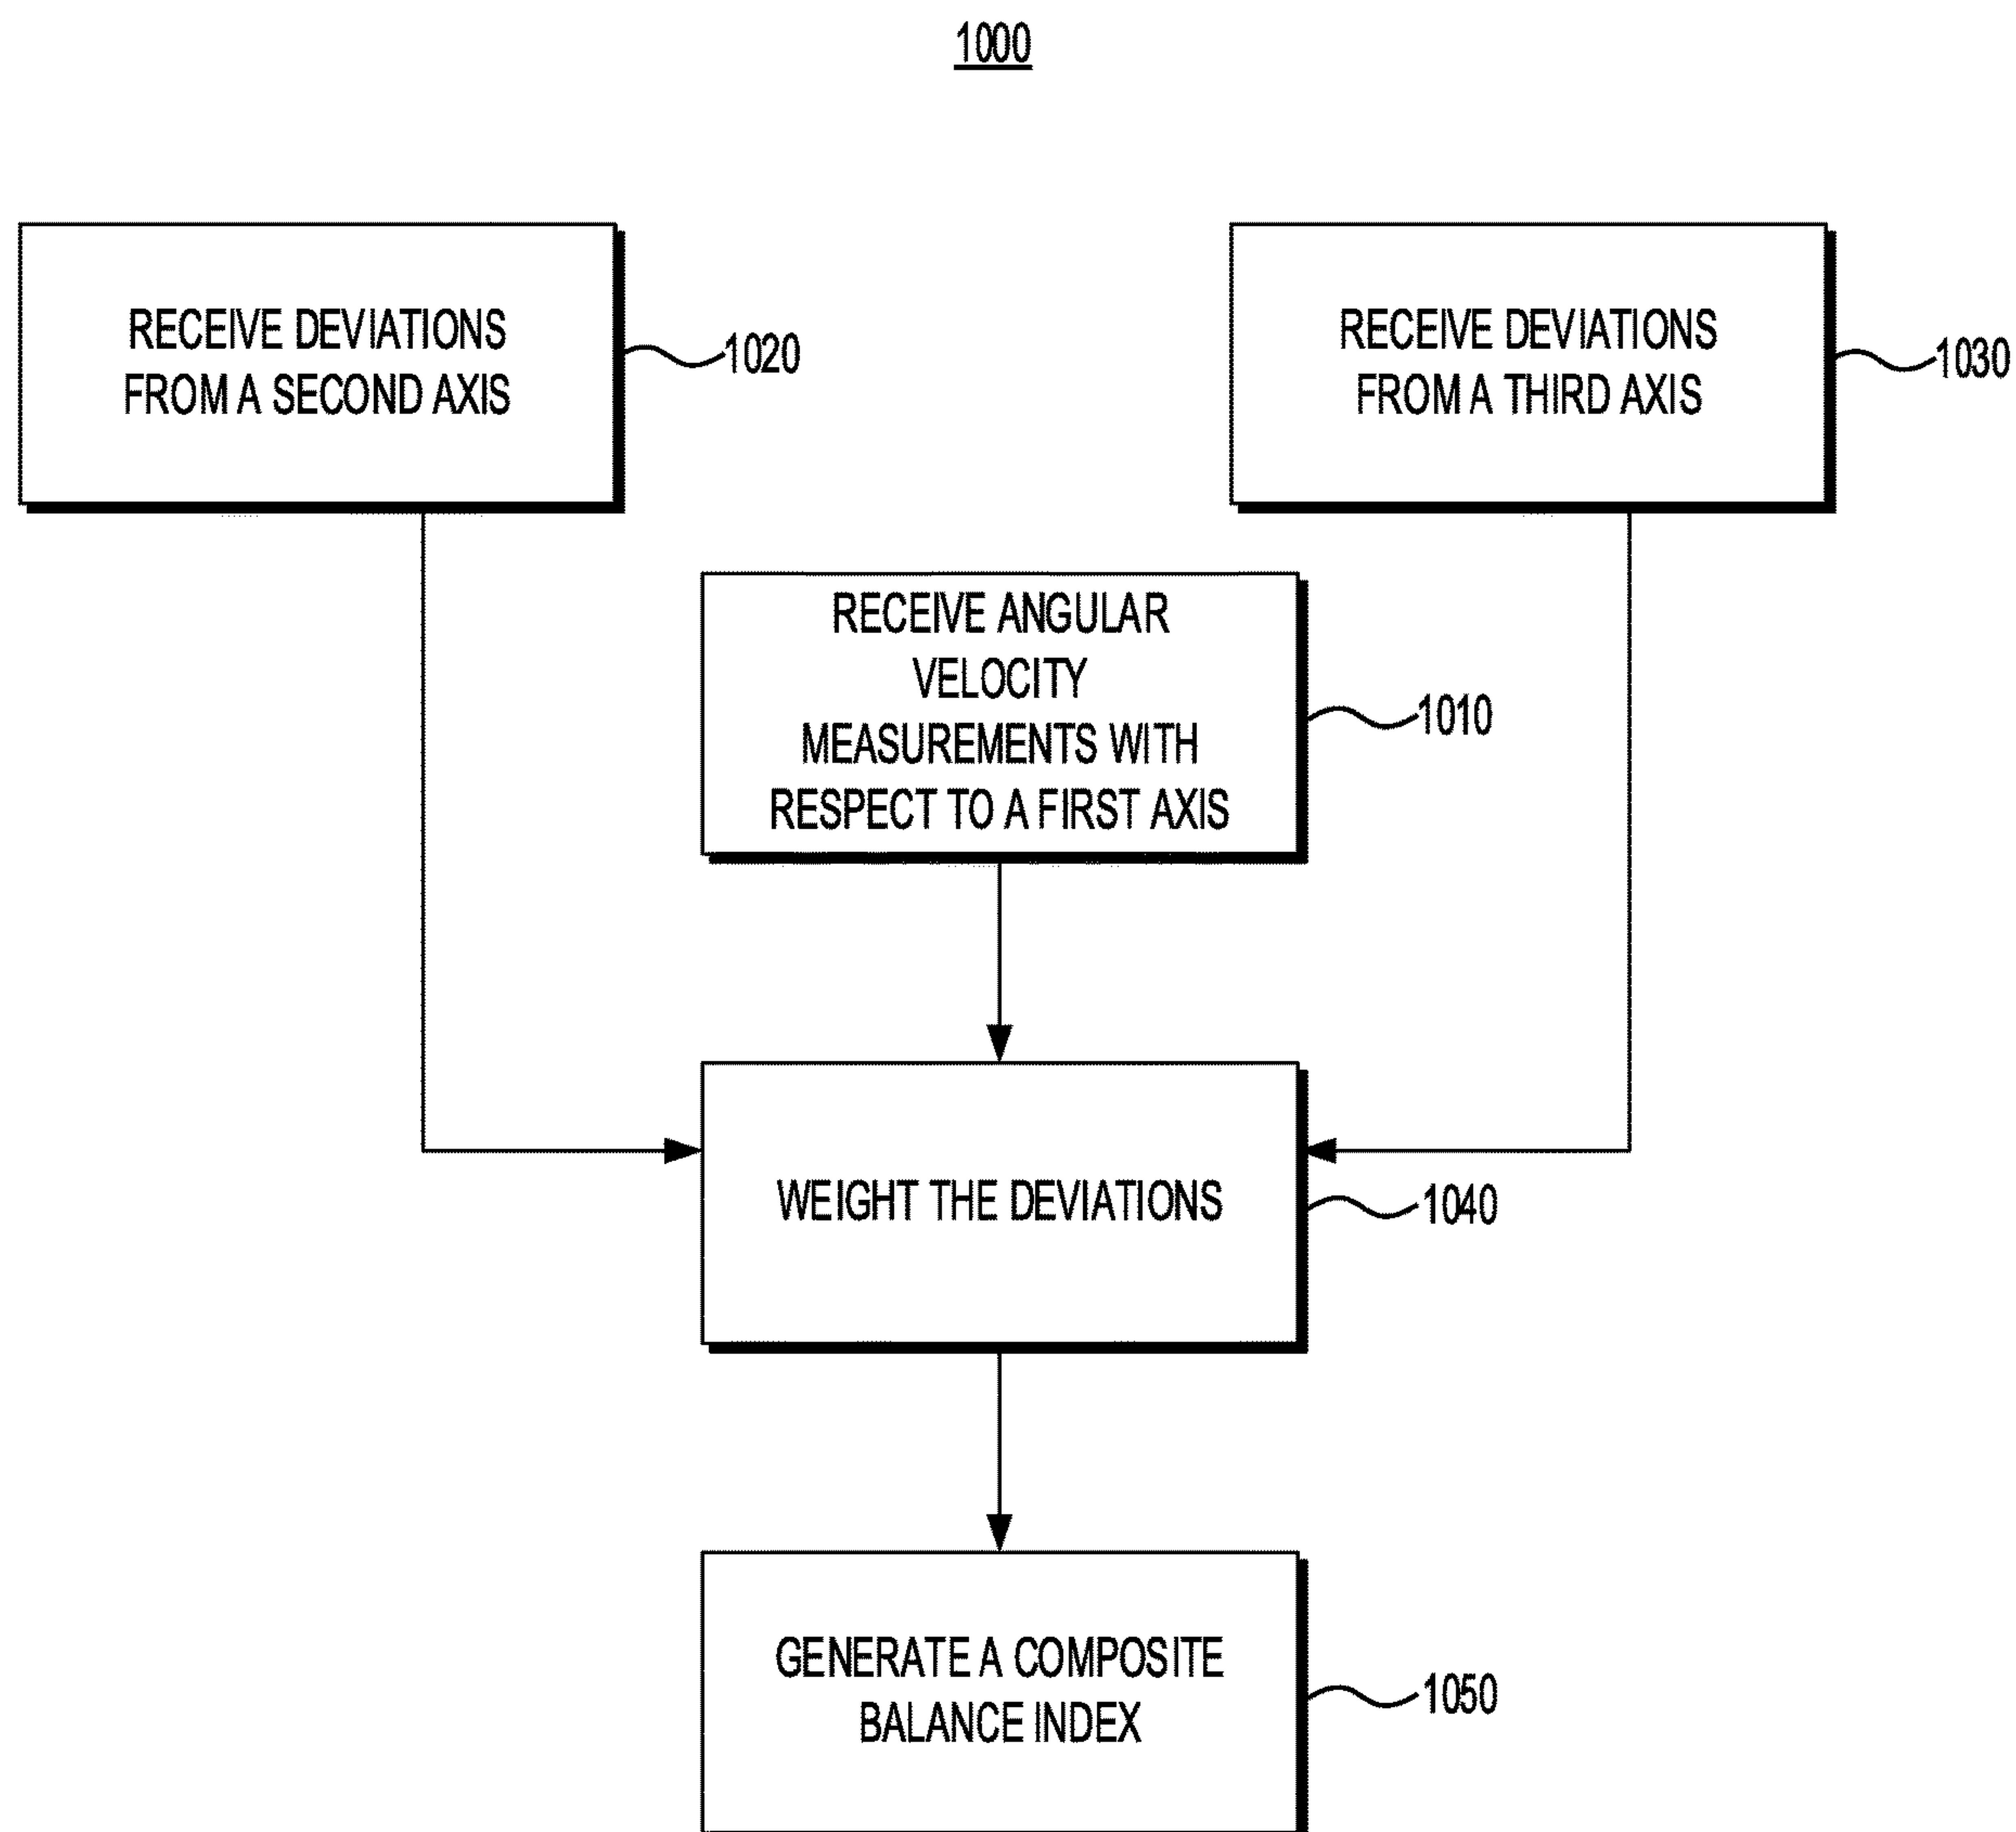 1000
RECEIVE DEVIATIONS
FROM A SECOND AXIS
1020
RECEIVE DEVIATIONS
FROM A THIRD AXIS
1030
RECEIVE ANGULAR
VELOCITY
MEASUREMENTS WITH
RESPECT TO A FIRST AXIS
1010
WEIGHT THE DEVIATIONS
1040
GENERATE A COMPOSITE
BALANCE INDEX
1050